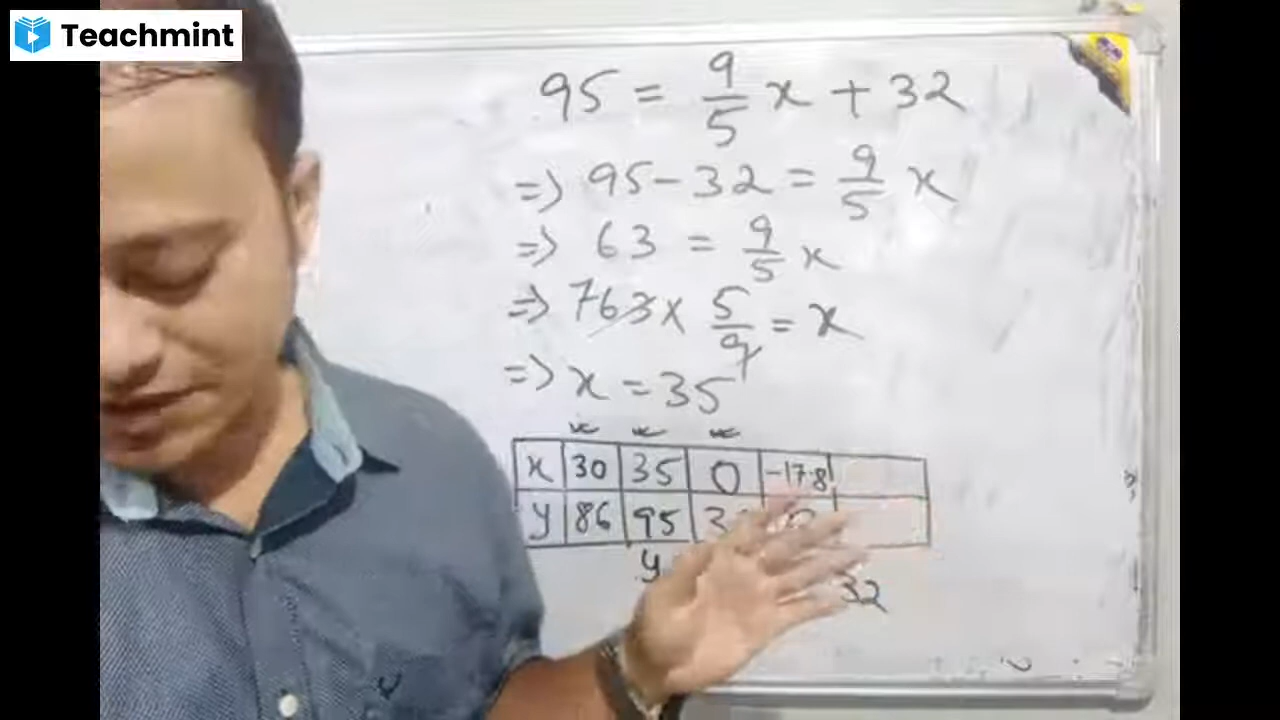 Teachmint
95 = 9/5 x + 32
=> 95 - 32 = 9/5 x
=> 63 = 9/5 x
=> 7 63 x 5/9 = x
=> x = 35
x 30 35 0 -17.8
y 86 95
y
32